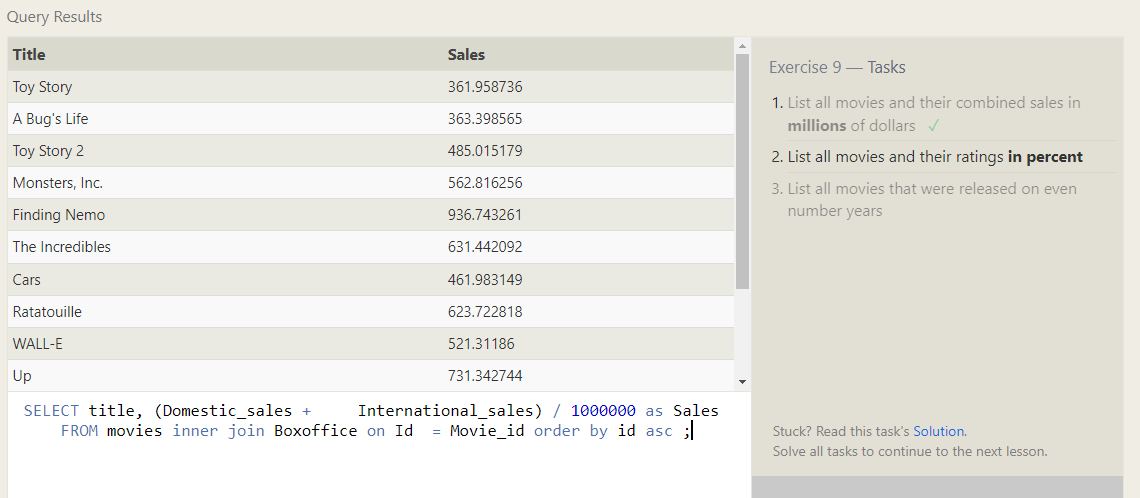 Query Results
Title Sales
Toy Story 361.958736
A Bug's Life 363.398565
Toy Story 2 485.015179
Monsters, Inc. 562.816256
Finding Nemo 936.743261
The Incredibles 631.442092
Cars 461.983149
Ratatouille 623.722818
WALL-E 521.31186
Up 731.342744
SELECT title, (Domestic_sales +     International_sales) / 1000000 as Sales
FROM movies inner join Boxoffice on Id  = Movie_id order by id asc ;
Exercise 9 — Tasks
1. List all movies and their combined sales in
millions of dollars ✓
2. List all movies and their ratings in percent
3. List all movies that were released on even
number years
Stuck? Read this task's Solution.
Solve all tasks to continue to the next lesson.